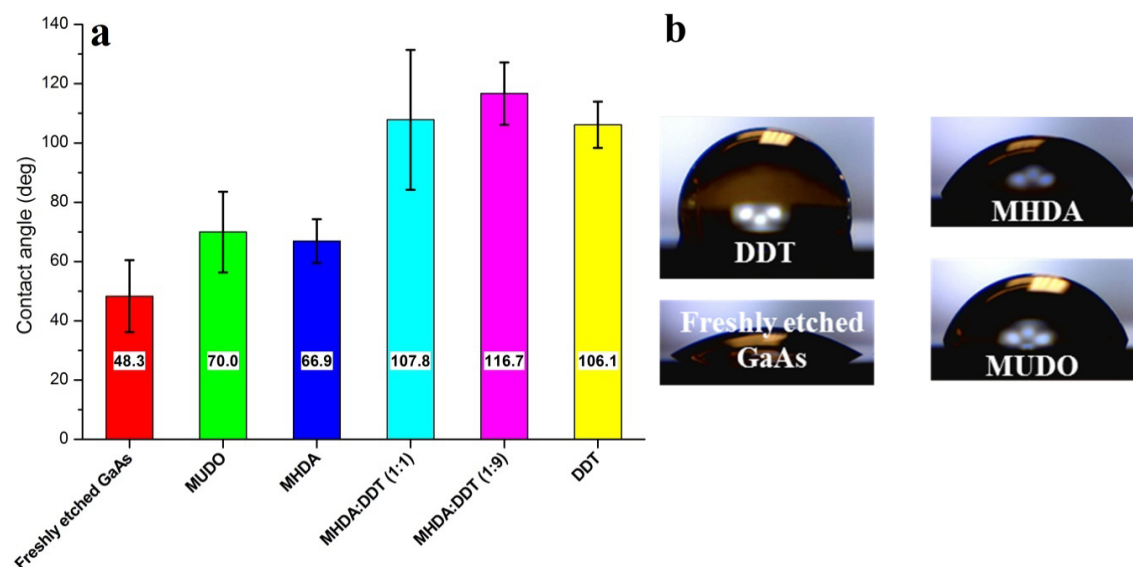 a
140
120
100
80
60
40
20
0
Contact angle (deg)
48.3
70.0
66.9
107.8
116.7
106.1
Freshly etched GaAs
MUDO
MHDA
MHDA:DDT (1:1)
MHDA:DDT (1:9)
DDT
b
DDT
MHDA
Freshly etched
GaAs
MUDO